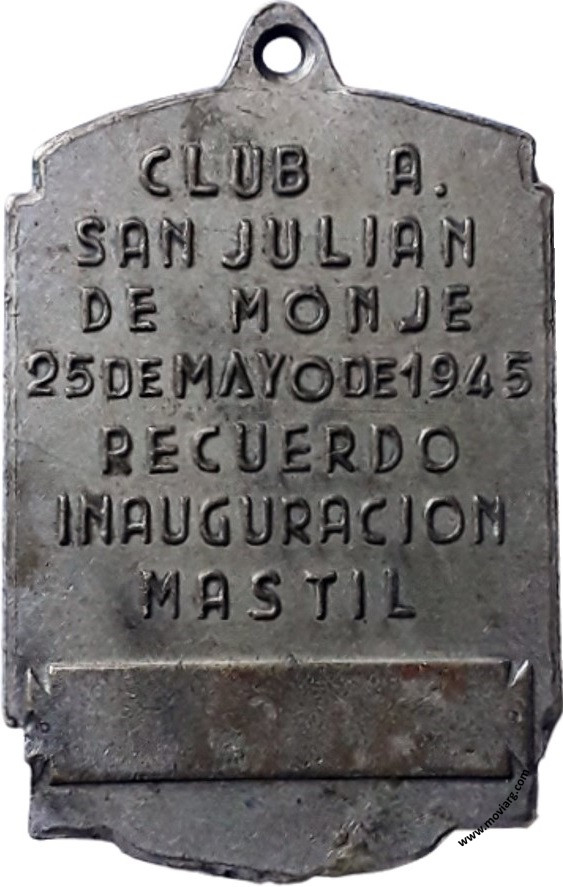 CLUB A.
SAN JULIAN
DE MONJE
25 DE MAYO DE 1945
RECUERDO
INAUGURACION
MASTIL
www.moviarg.com